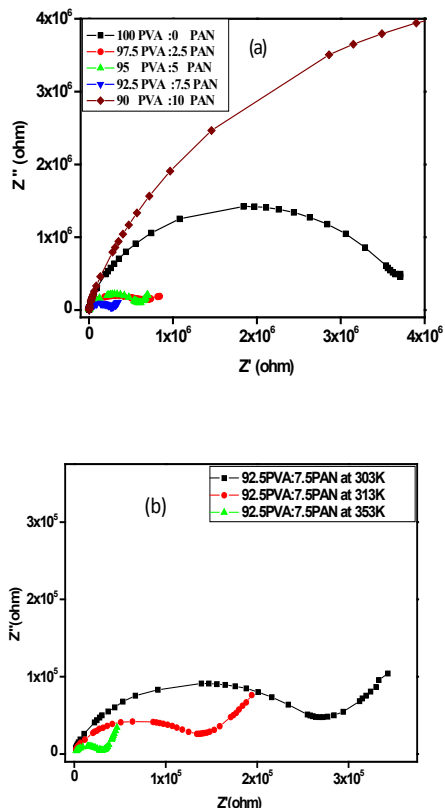 4x10⁶
3x10⁶
2x10⁶
1x10⁶
0
Z'' (ohm)
(a)
100 PVA :0 PAN
97.5 PVA :2.5 PAN
95 PVA :5 PAN
92.5 PVA :7.5 PAN
90 PVA :10 PAN
0
1x10⁶
2x10⁶
3x10⁶
4x10⁶
Z' (ohm)
(b)
92.5PVA:7.5PAN at 303K
92.5PVA:7.5PAN at 313K
92.5PVA:7.5PAN at 353K
3x10⁵
2x10⁵
1x10⁵
0
Z''(ohm)
0
1x10⁵
2x10⁵
3x10⁵
Z'(ohm)